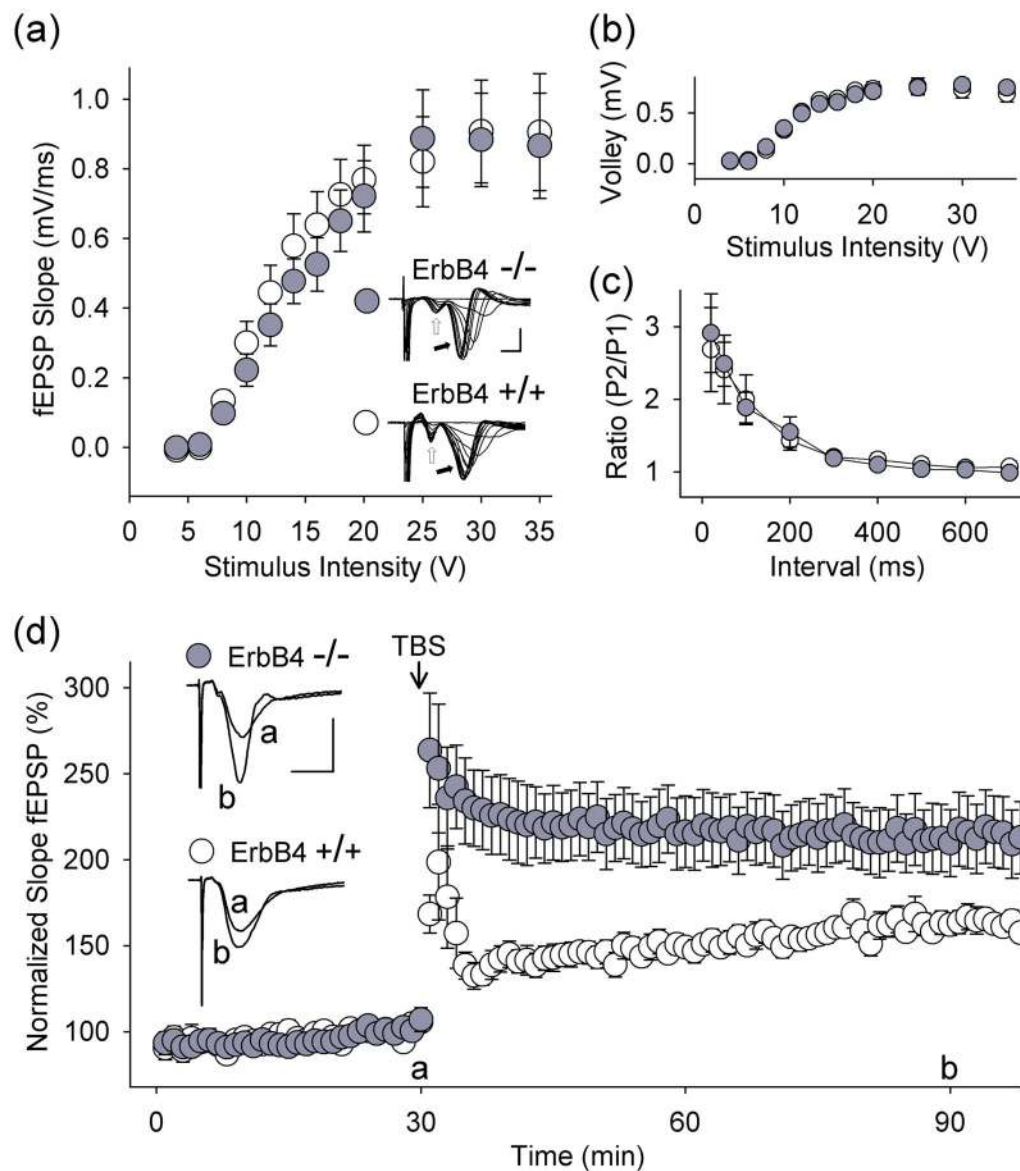 (a)
1.0
0.8
0.6
0.4
0.2
0.0
fEPSP Slope (mV/ms)
ErbB4 -/-
ErbB4 +/+
0 5 10 15 20 25 30 35
Stimulus Intensity (V)
(b)
0.5
0.0
Volley (mV)
0 10 20 30
Stimulus Intensity (V)
(c)
3
2
1
Ratio (P2/P1)
0 200 400 600
Interval (ms)
(d)
TBS
ErbB4 -/-
a
b
ErbB4 +/+
a
b
300
250
200
150
100
Normalized Slope fEPSP (%)
a b
0 30 60 90
Time (min)